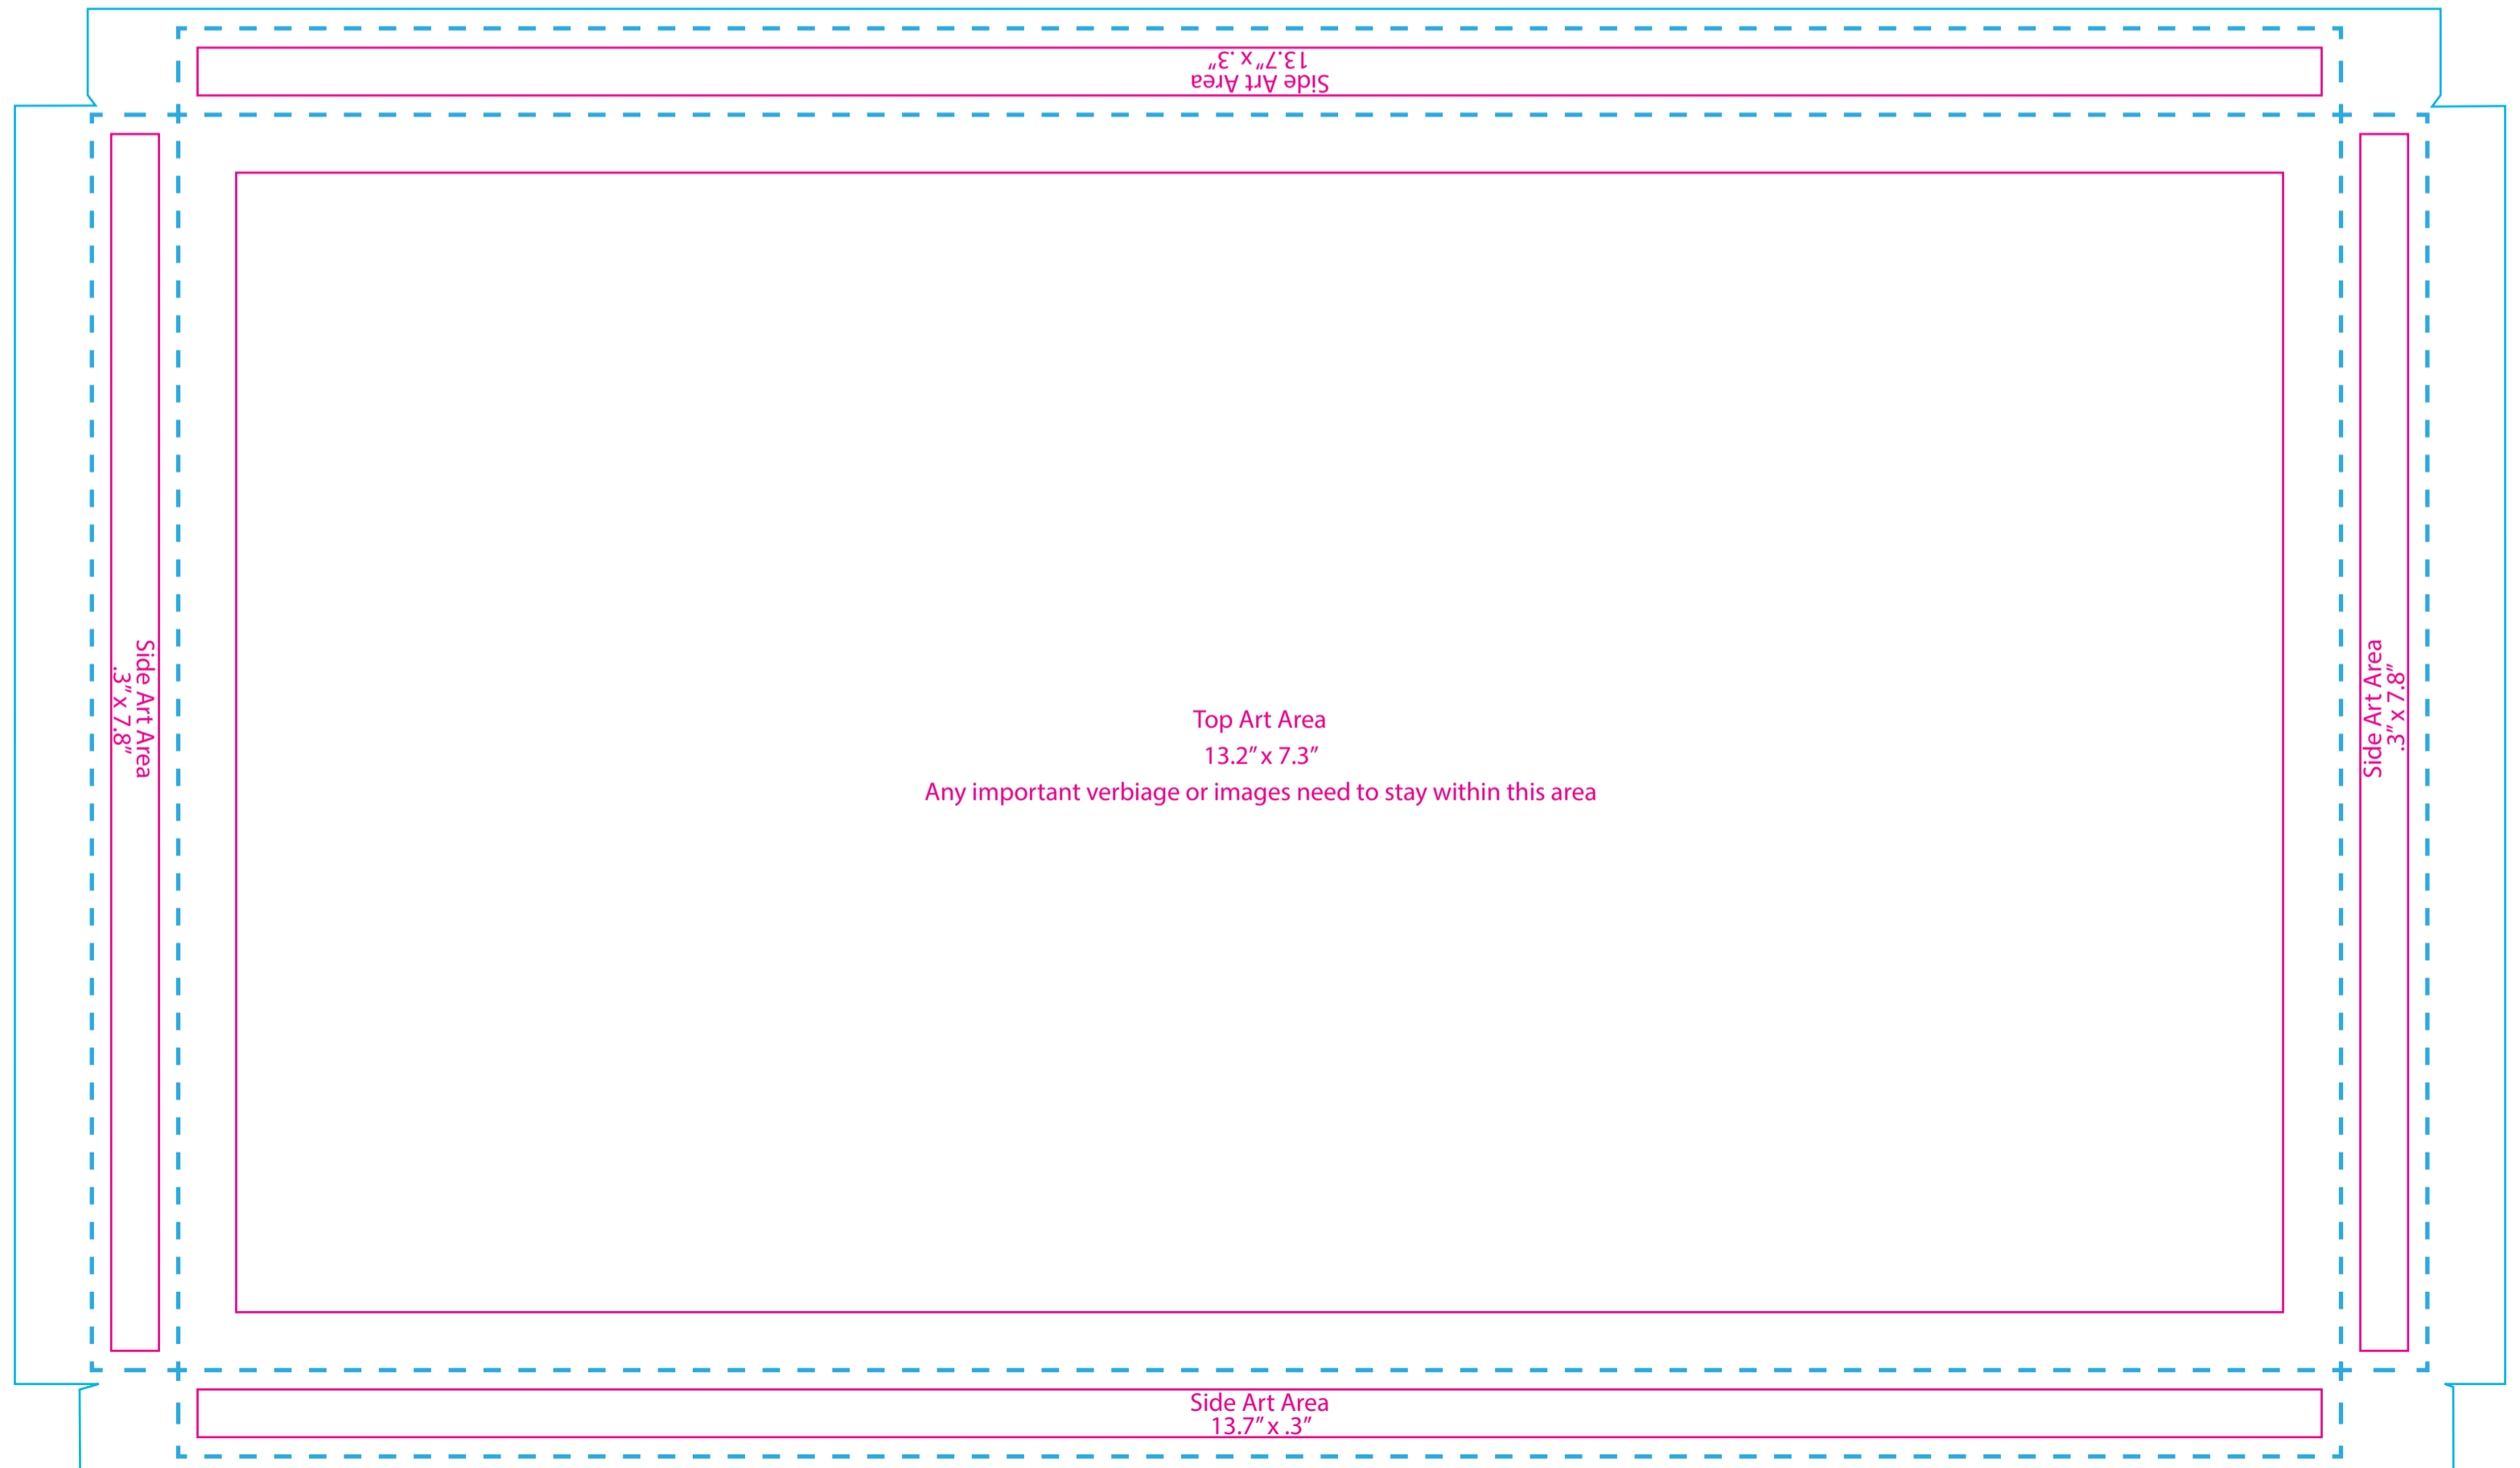 Side Art Area
13.7” x .3”
Side Art Area
.3” x 7.8”
Top Art Area
13.2” x 7.3”
Any important verbiage or images need to stay within this area
Side Art Area
.3” x 7.8”
Side Art Area
13.7” x .3”